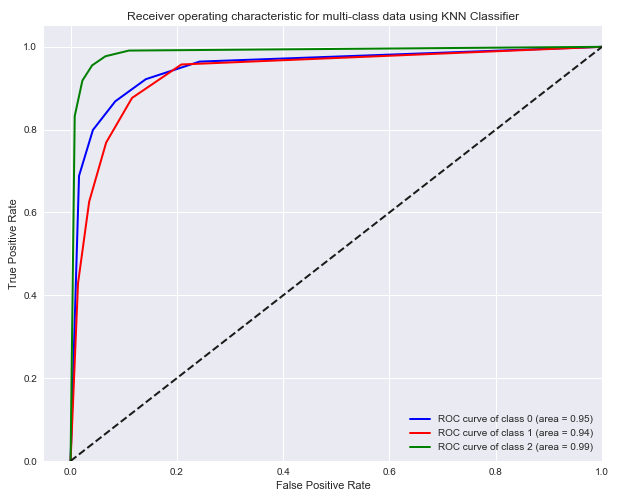 Receiver operating characteristic for multi-class data using KNN Classifier
True Positive Rate
1.0
0.8
0.6
0.4
0.2
0.0
0.0 0.2 0.4 0.6 0.8 1.0
False Positive Rate
ROC curve of class 0 (area = 0.95)
ROC curve of class 1 (area = 0.94)
ROC curve of class 2 (area = 0.99)